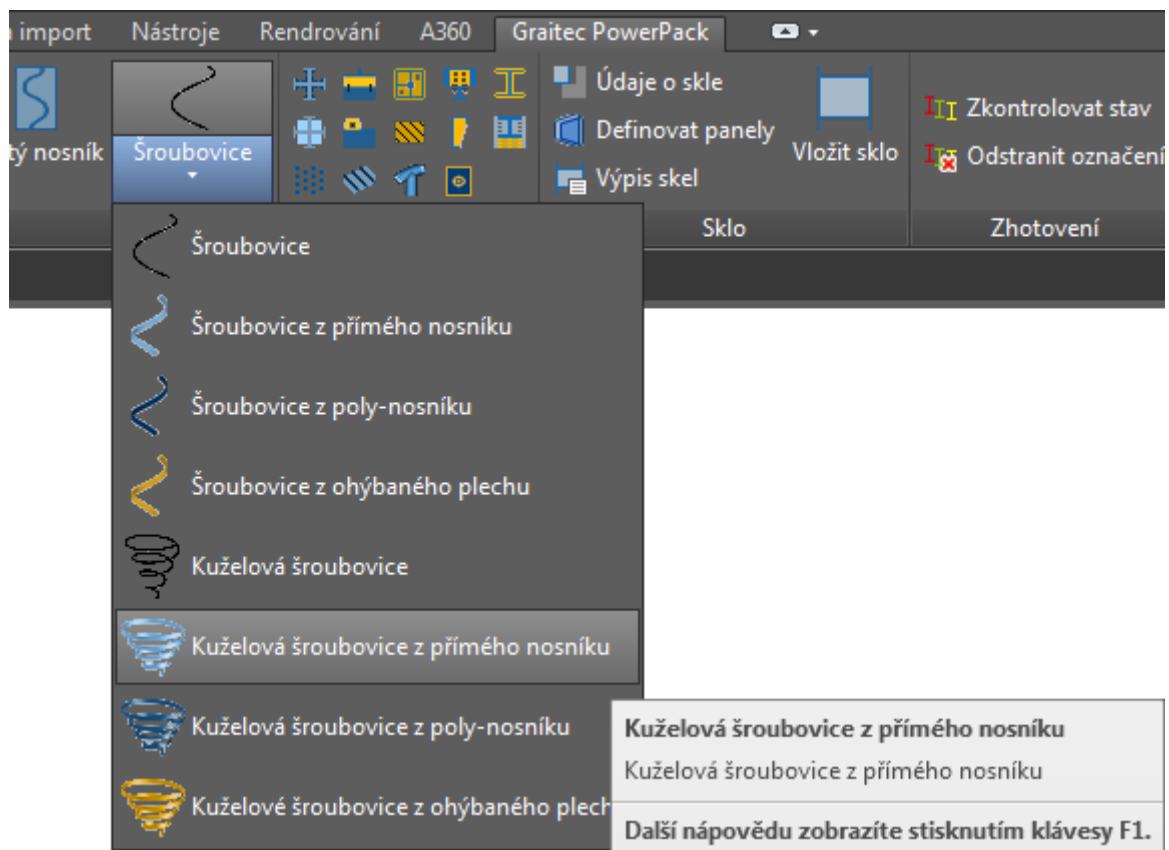 import Nástroje Rendrování A360 Graitec PowerPack
Údaje o skle
Definovat panely
Výpis skel
nosník
Šroubovice
Vložit sklo
Zkontrolovat stav
Odstranit označení
Sklo
Zhotovení
Šroubovice
Šroubovice z přímého nosníku
Šroubovice z poly-nosníku
Šroubovice z ohýbaného plechu
Kuželová šroubovice
Kuželová šroubovice z přímého nosníku
Kuželová šroubovice z poly-nosníku
Kuželové šroubovice z ohýbaného plech
Kuželová šroubovice z přímého nosníku
Kuželová šroubovice z přímého nosníku
Další nápovědu zobrazíte stisknutím klávesy F1.